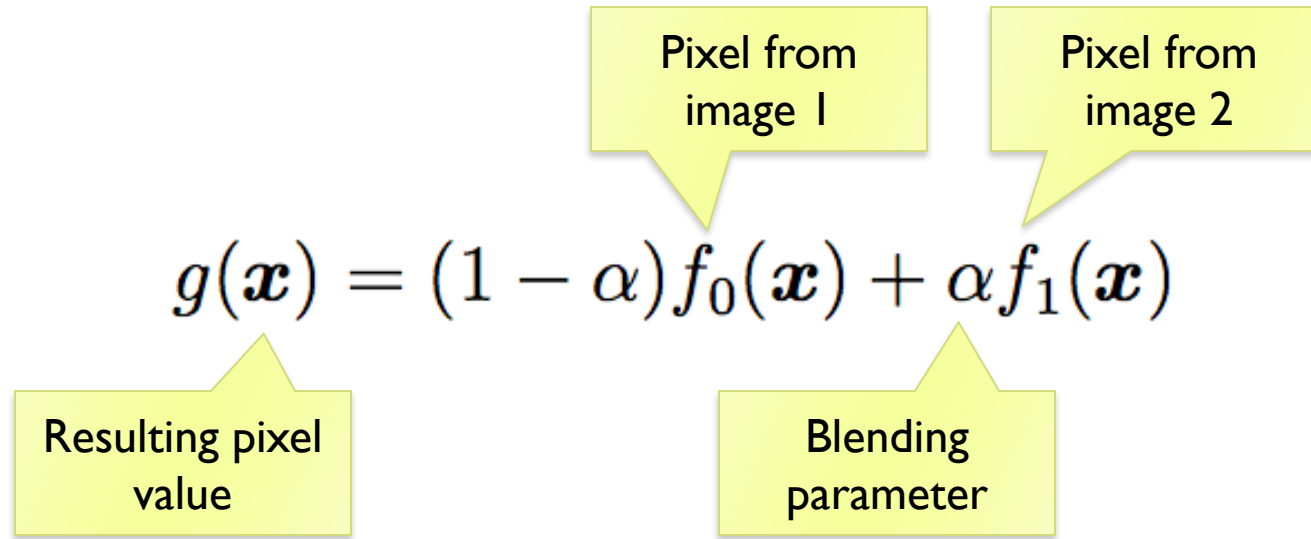 Pixel from
image 1
Pixel from
image 2
g(x) = (1 − α)f₀(x) + αf₁(x)
Resulting pixel
value
Blending
parameter